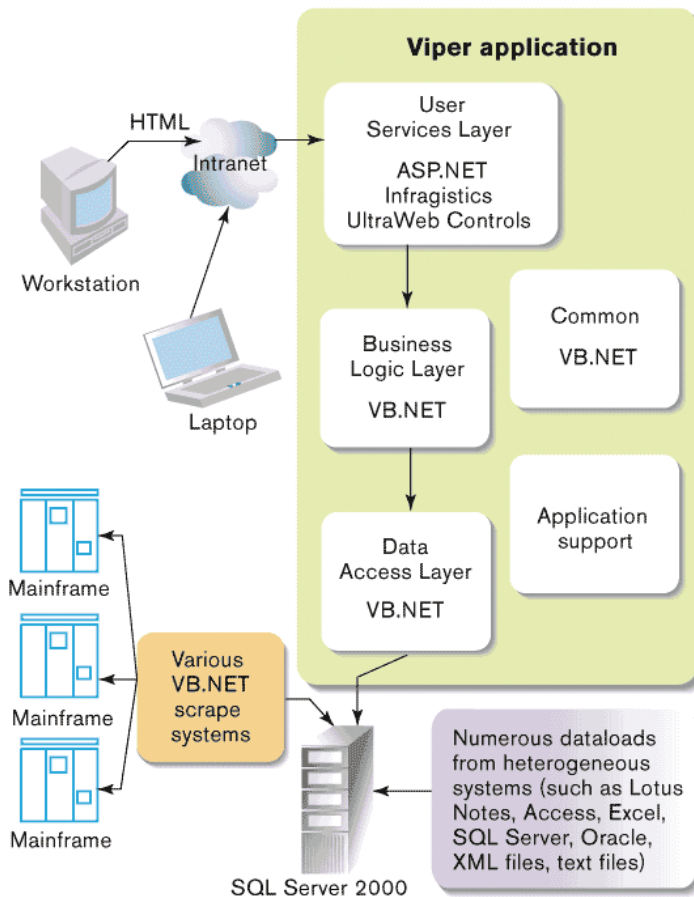 Viper application
User
Services Layer
ASP.NET
Infragistics
UltraWeb Controls
HTML
Intranet
Workstation
Laptop
Business
Logic Layer
VB.NET
Common
VB.NET
Data
Access Layer
VB.NET
Application
support
Mainframe
Mainframe
Mainframe
Various
VB.NET
scrape
systems
SQL Server 2000
Numerous dataloads
from heterogeneous
systems (such as Lotus
Notes, Access, Excel,
SQL Server, Oracle,
XML files, text files)